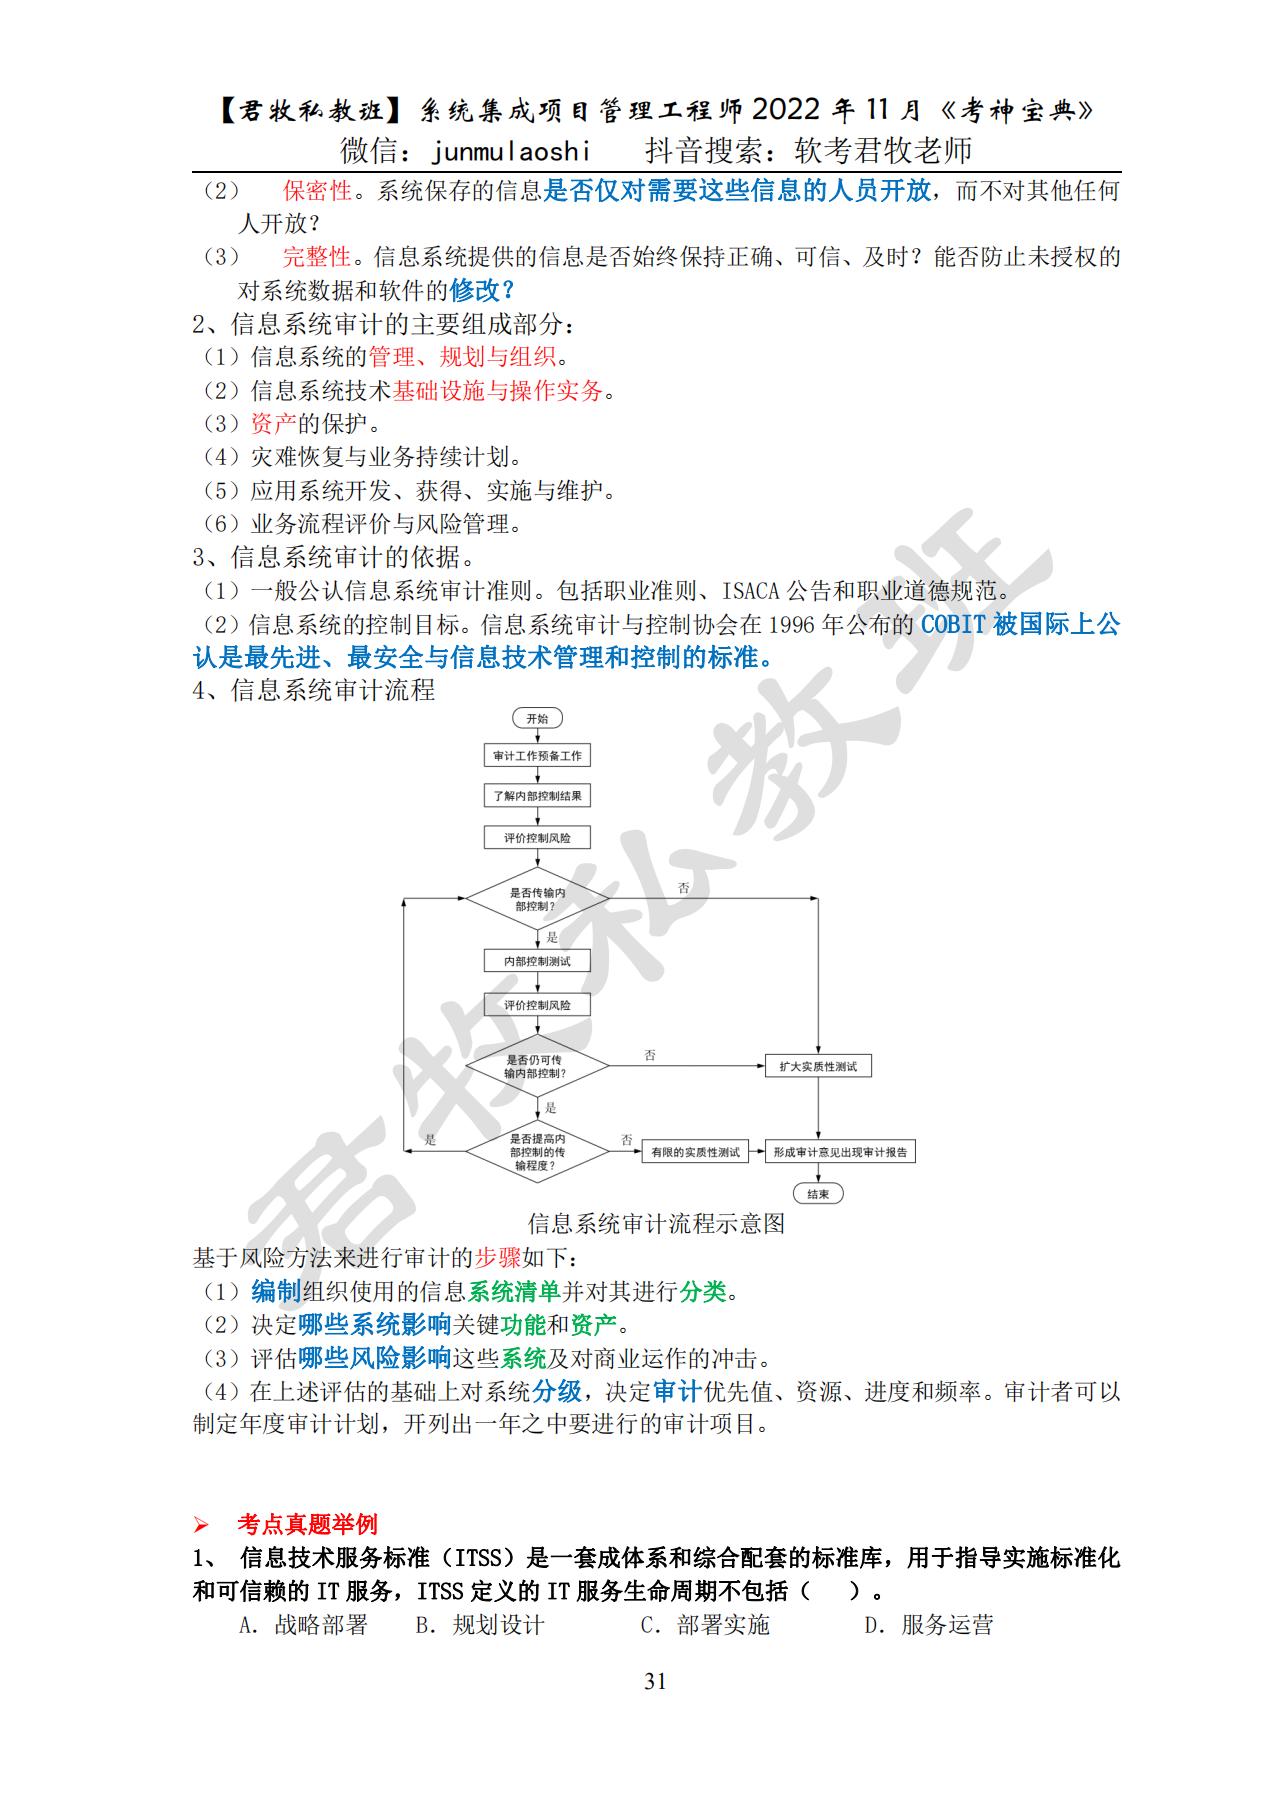 【君牧私教班】系统集成项目管理工程师2022年11月《考神宝典》
微信：junmulaoshi 抖音搜索：软考君牧老师
（2） 保密性。系统保存的信息是否仅对需要这些信息的人员开放，而不对其他任何
人开放？
（3） 完整性。信息系统提供的信息是否始终保持正确、可信、及时？能否防止未授权的
对系统数据和软件的修改？
2、信息系统审计的主要组成部分：
（1）信息系统的管理、规划与组织。
（2）信息系统技术基础设施与操作实务。
（3）资产的保护。
（4）灾难恢复与业务持续计划。
（5）应用系统开发、获得、实施与维护。
（6）业务流程评价与风险管理。
3、信息系统审计的依据。
（1）一般公认信息系统审计准则。包括职业准则、ISACA公告和职业道德规范。
（2）信息系统的控制目标。信息系统审计与控制协会在1996年公布的COBIT被国际上公
认是最先进、最安全与信息技术管理和控制的标准。
4、信息系统审计流程
开始
审计工作预备工作
了解内部控制结果
评价控制风险
是否传输内
部控制？
否
是
内部控制测试
评价控制风险
是否仍可传
输内部控制？
否
扩大实质性测试
是
是否提高内
部控制的传
输程度？
是
否
有限的实质性测试
形成审计意见出现审计报告
结束
信息系统审计流程示意图
基于风险方法来进行审计的步骤如下：
（1）编制组织使用的信息系统清单并对其进行分类。
（2）决定哪些系统影响关键功能和资产。
（3）评估哪些风险影响这些系统及对商业运作的冲击。
（4）在上述评估的基础上对系统分级，决定审计优先值、资源、进度和频率。审计者可以
制定年度审计计划，开列出一年之中要进行的审计项目。
➢ 考点真题举例
1、 信息技术服务标准（ITSS）是一套成体系和综合配套的标准库，用于指导实施标准化
和可信赖的IT服务，ITSS定义的IT服务生命周期不包括（ ）。
A．战略部署 B．规划设计 C．部署实施 D．服务运营
31
君牧私教班